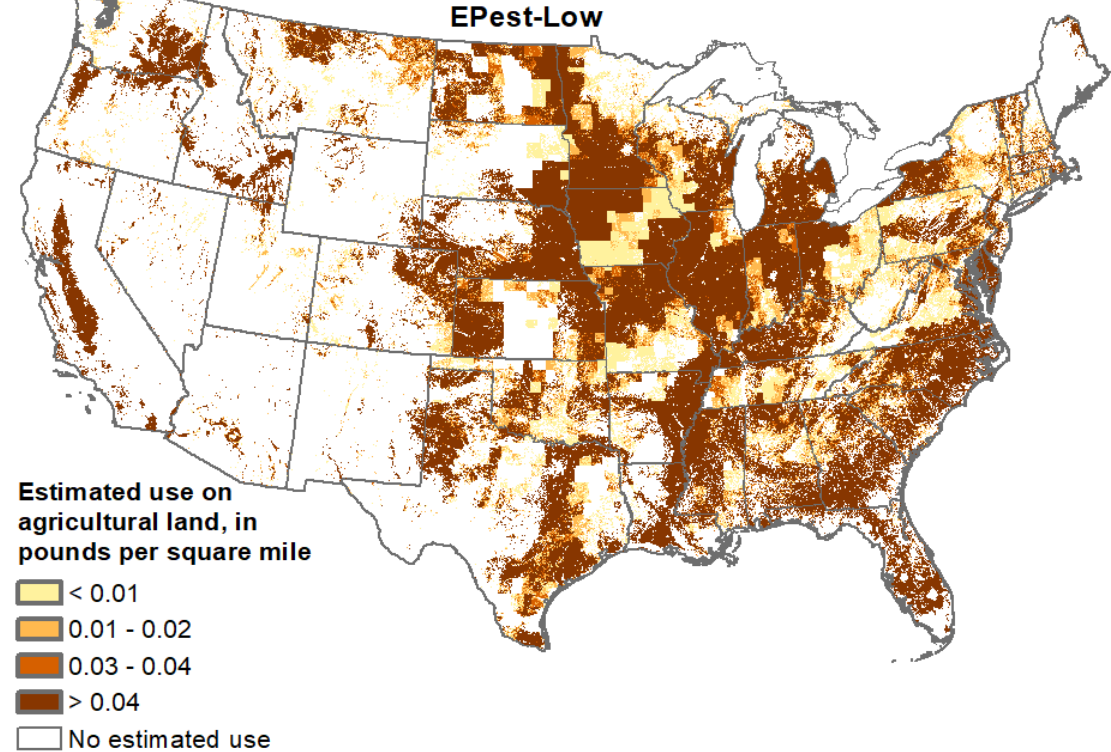 EPest-Low
Estimated use on
agricultural land, in
pounds per square mile
< 0.01
0.01 - 0.02
0.03 - 0.04
> 0.04
No estimated use